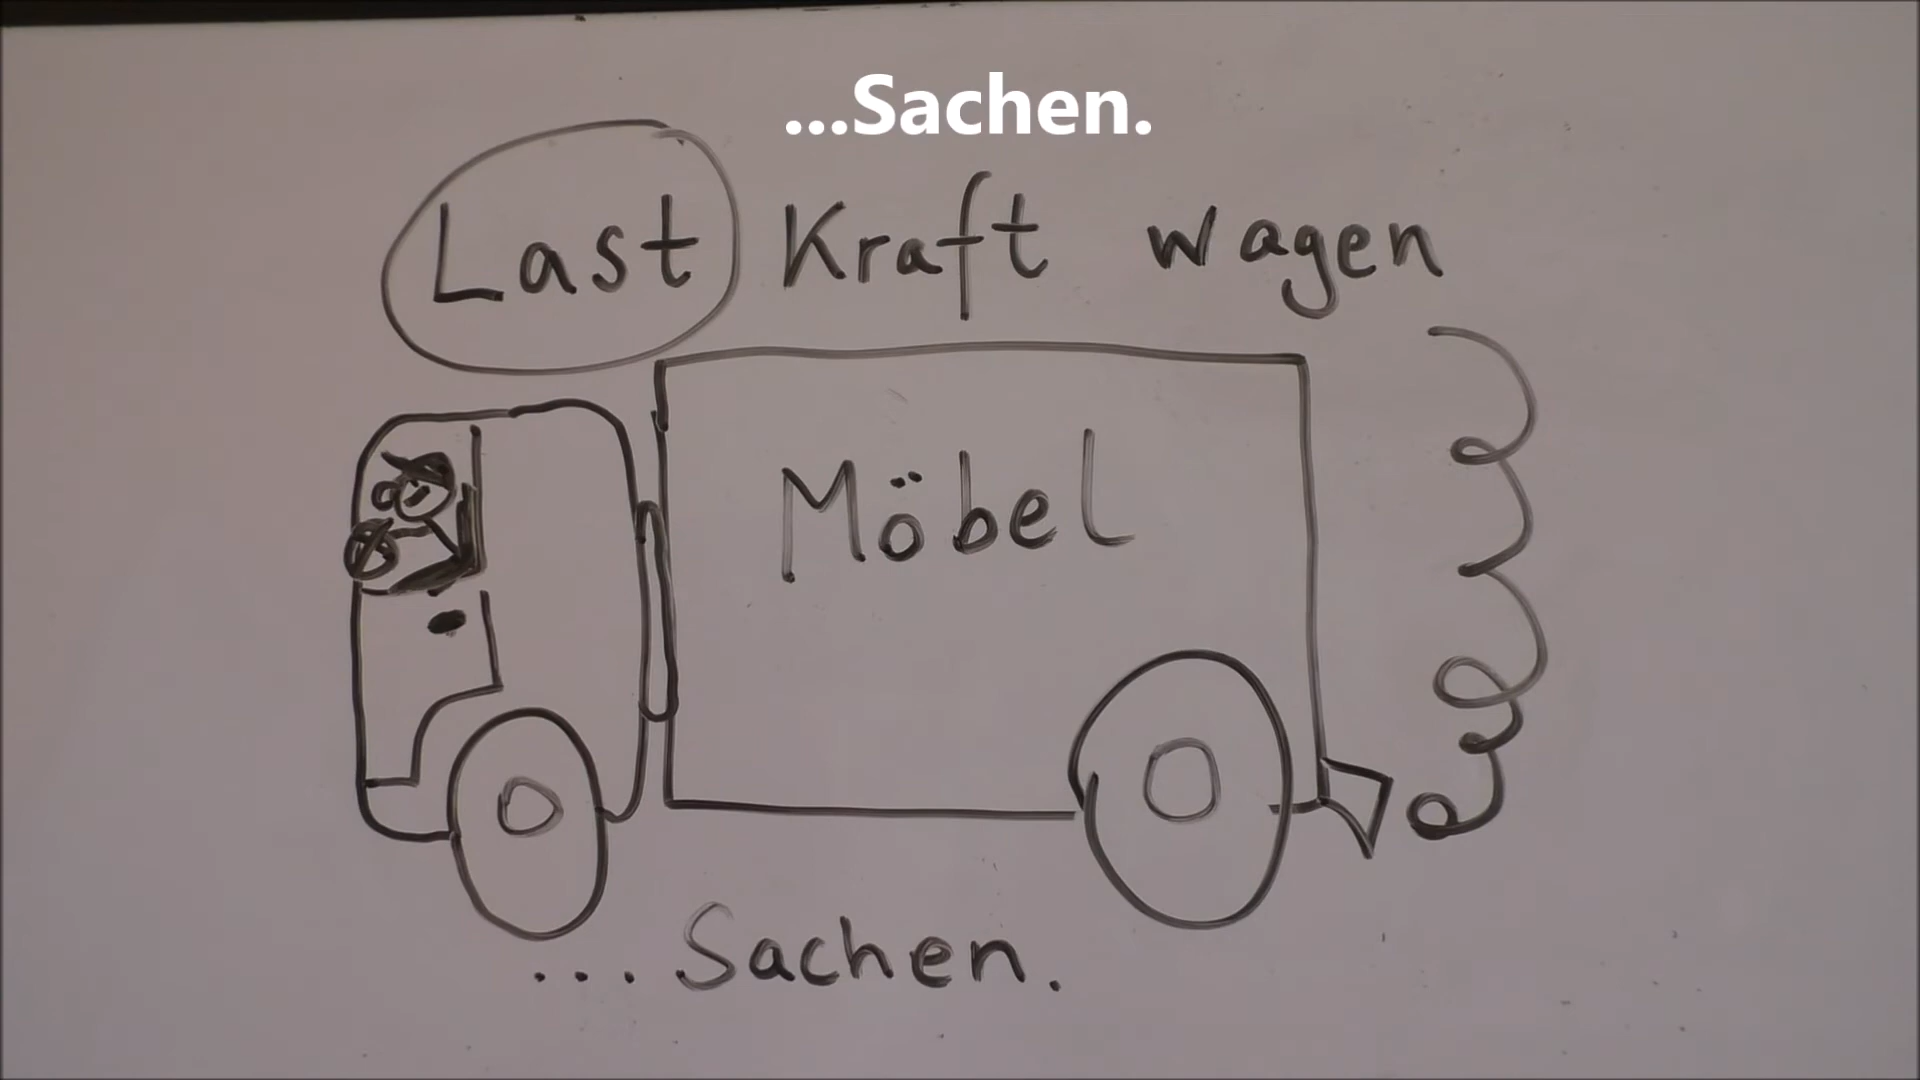 ...Sachen.
Last Kraft wagen
Möbel
...Sachen.